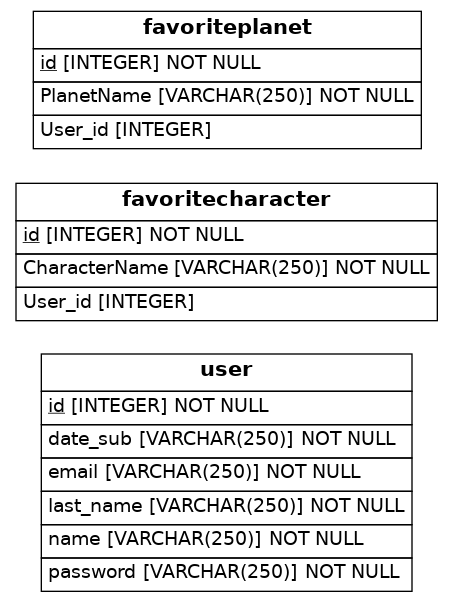 favoriteplanet
id [INTEGER] NOT NULL
PlanetName [VARCHAR(250)] NOT NULL
User_id [INTEGER]
favoritecharacter
id [INTEGER] NOT NULL
CharacterName [VARCHAR(250)] NOT NULL
User_id [INTEGER]
user
id [INTEGER] NOT NULL
date_sub [VARCHAR(250)] NOT NULL
email [VARCHAR(250)] NOT NULL
last_name [VARCHAR(250)] NOT NULL
name [VARCHAR(250)] NOT NULL
password [VARCHAR(250)] NOT NULL